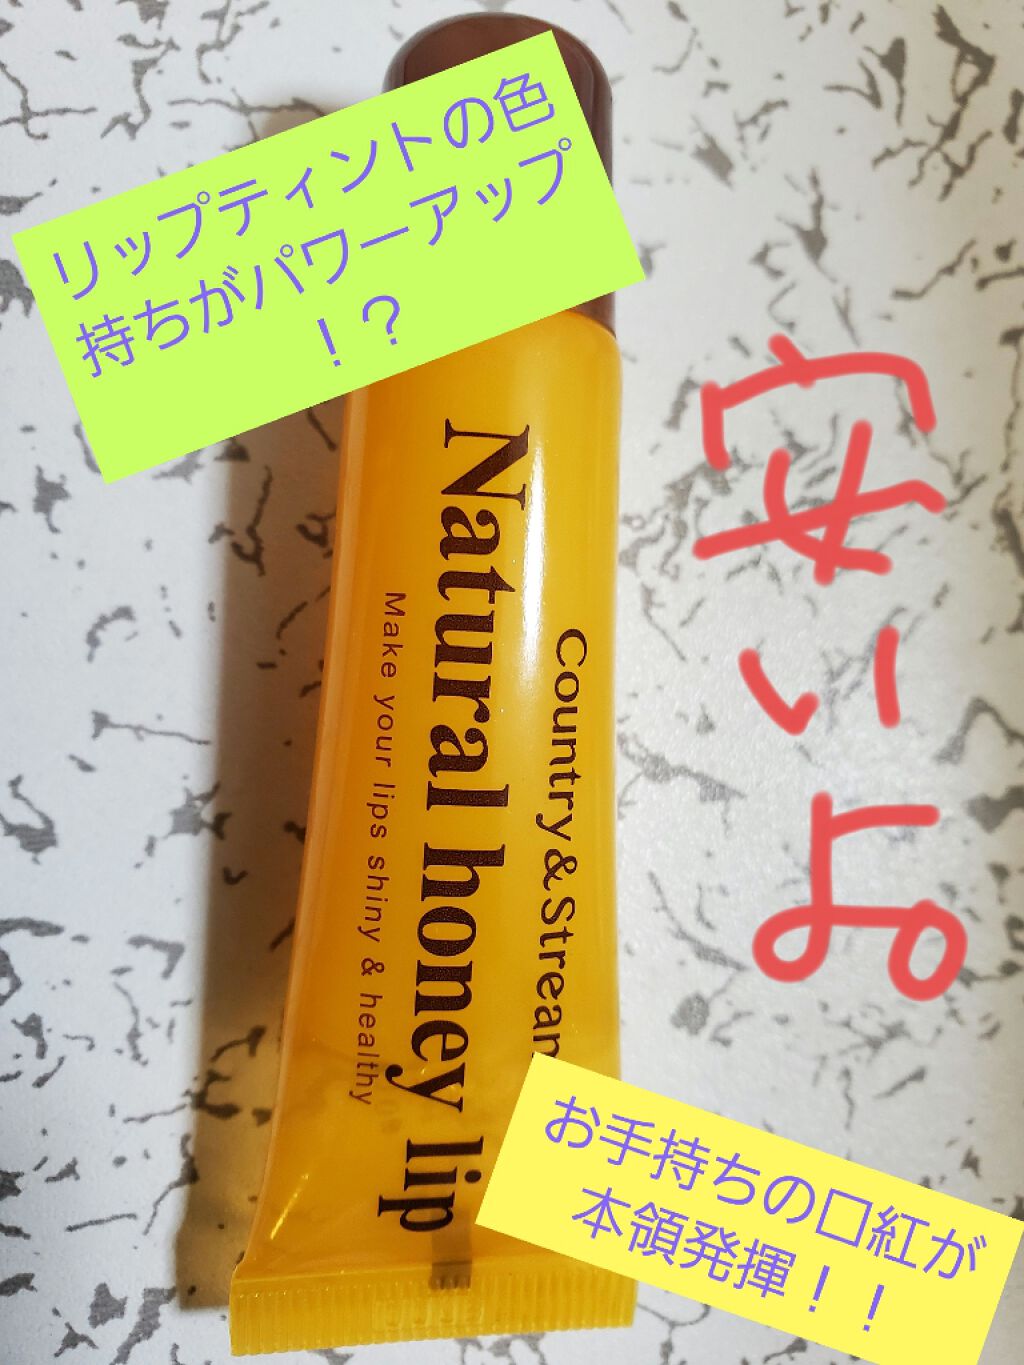 リップティントの色
持ちがパワーアップ
！？
安いよ
Country & Stream
Natural honey lip
Make your lips shiny & healthy
お手持ちの口紅が
本領発揮！！